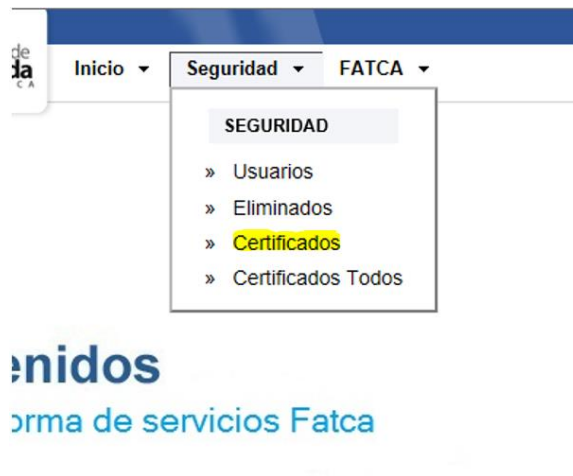 de
da
C A
Inicio
Seguridad
FATCA
SEGURIDAD
» Usuarios
» Eliminados
» Certificados
» Certificados Todos
enidos
orma de servicios Fatca